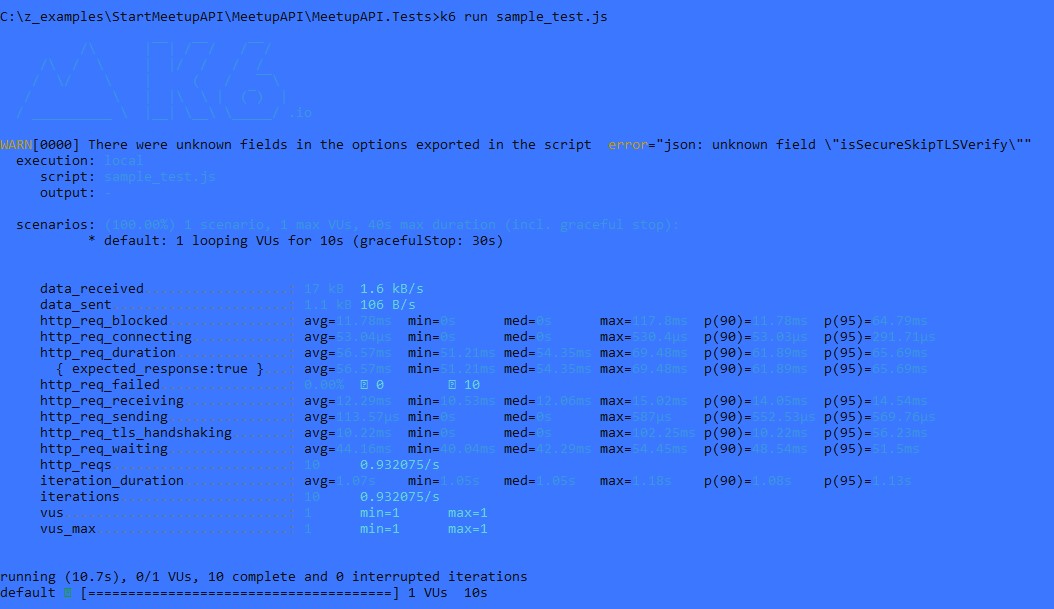 C:\z_examples\StartMeetupAPI\MeetupAPI\MeetupAPI.Tests>k6 run sample_test.js
.io
WARN[0000] There were unknown fields in the options exported in the script  error="json: unknown field \"isSecureSkipTLSVerify\""
execution: local
script: sample_test.js
output: -
scenarios: (100.00%) 1 scenario, 1 max VUs, 40s max duration (incl. graceful stop):
* default: 1 looping VUs for 10s (gracefulStop: 30s)
data_received..................: 17 kB  1.6 kB/s
data_sent......................: 1.1 kB 106 B/s
http_req_blocked...............: avg=11.78ms  min=0s      med=0s      max=117.8ms  p(90)=11.78ms  p(95)=64.79ms
http_req_connecting............: avg=53.04µs  min=0s      med=0s      max=530.4µs  p(90)=53.03µs  p(95)=291.71µs
http_req_duration..............: avg=56.57ms  min=51.21ms med=54.35ms max=69.48ms  p(90)=61.89ms  p(95)=65.69ms
{ expected_response:true }...: avg=56.57ms  min=51.21ms med=54.35ms max=69.48ms  p(90)=61.89ms  p(95)=65.69ms
http_req_failed................: 0.00%  0        10
http_req_receiving.............: avg=12.29ms  min=10.53ms med=12.06ms max=15.02ms  p(90)=14.05ms  p(95)=14.54ms
http_req_sending...............: avg=113.57µs min=0s      med=0s      max=587µs    p(90)=552.53µs p(95)=569.76µs
http_req_tls_handshaking.......: avg=10.22ms  min=0s      med=0s      max=102.25ms p(90)=10.22ms  p(95)=56.23ms
http_req_waiting...............: avg=44.16ms  min=40.04ms med=42.29ms max=54.45ms  p(90)=48.54ms  p(95)=51.5ms
http_reqs......................: 10     0.932075/s
iteration_duration.............: avg=1.07s    min=1.05s   med=1.05s   max=1.18s    p(90)=1.08s    p(95)=1.13s
iterations.....................: 10     0.932075/s
vus............................: 1      min=1      max=1
vus_max........................: 1      min=1      max=1
running (10.7s), 0/1 VUs, 10 complete and 0 interrupted iterations
default [======================================] 1 VUs  10s